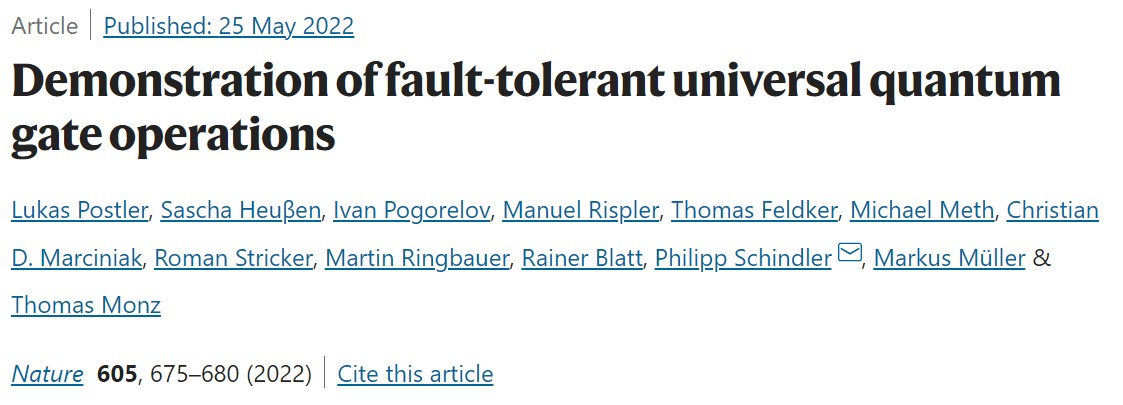 Article | Published: 25 May 2022
Demonstration of fault-tolerant universal quantum
gate operations
Lukas Postler, Sascha Heußen, Ivan Pogorelov, Manuel Rispler, Thomas Feldker, Michael Meth, Christian
D. Marciniak, Roman Stricker, Martin Ringbauer, Rainer Blatt, Philipp Schindler, Markus Müller &
Thomas Monz
Nature 605, 675–680 (2022) | Cite this article